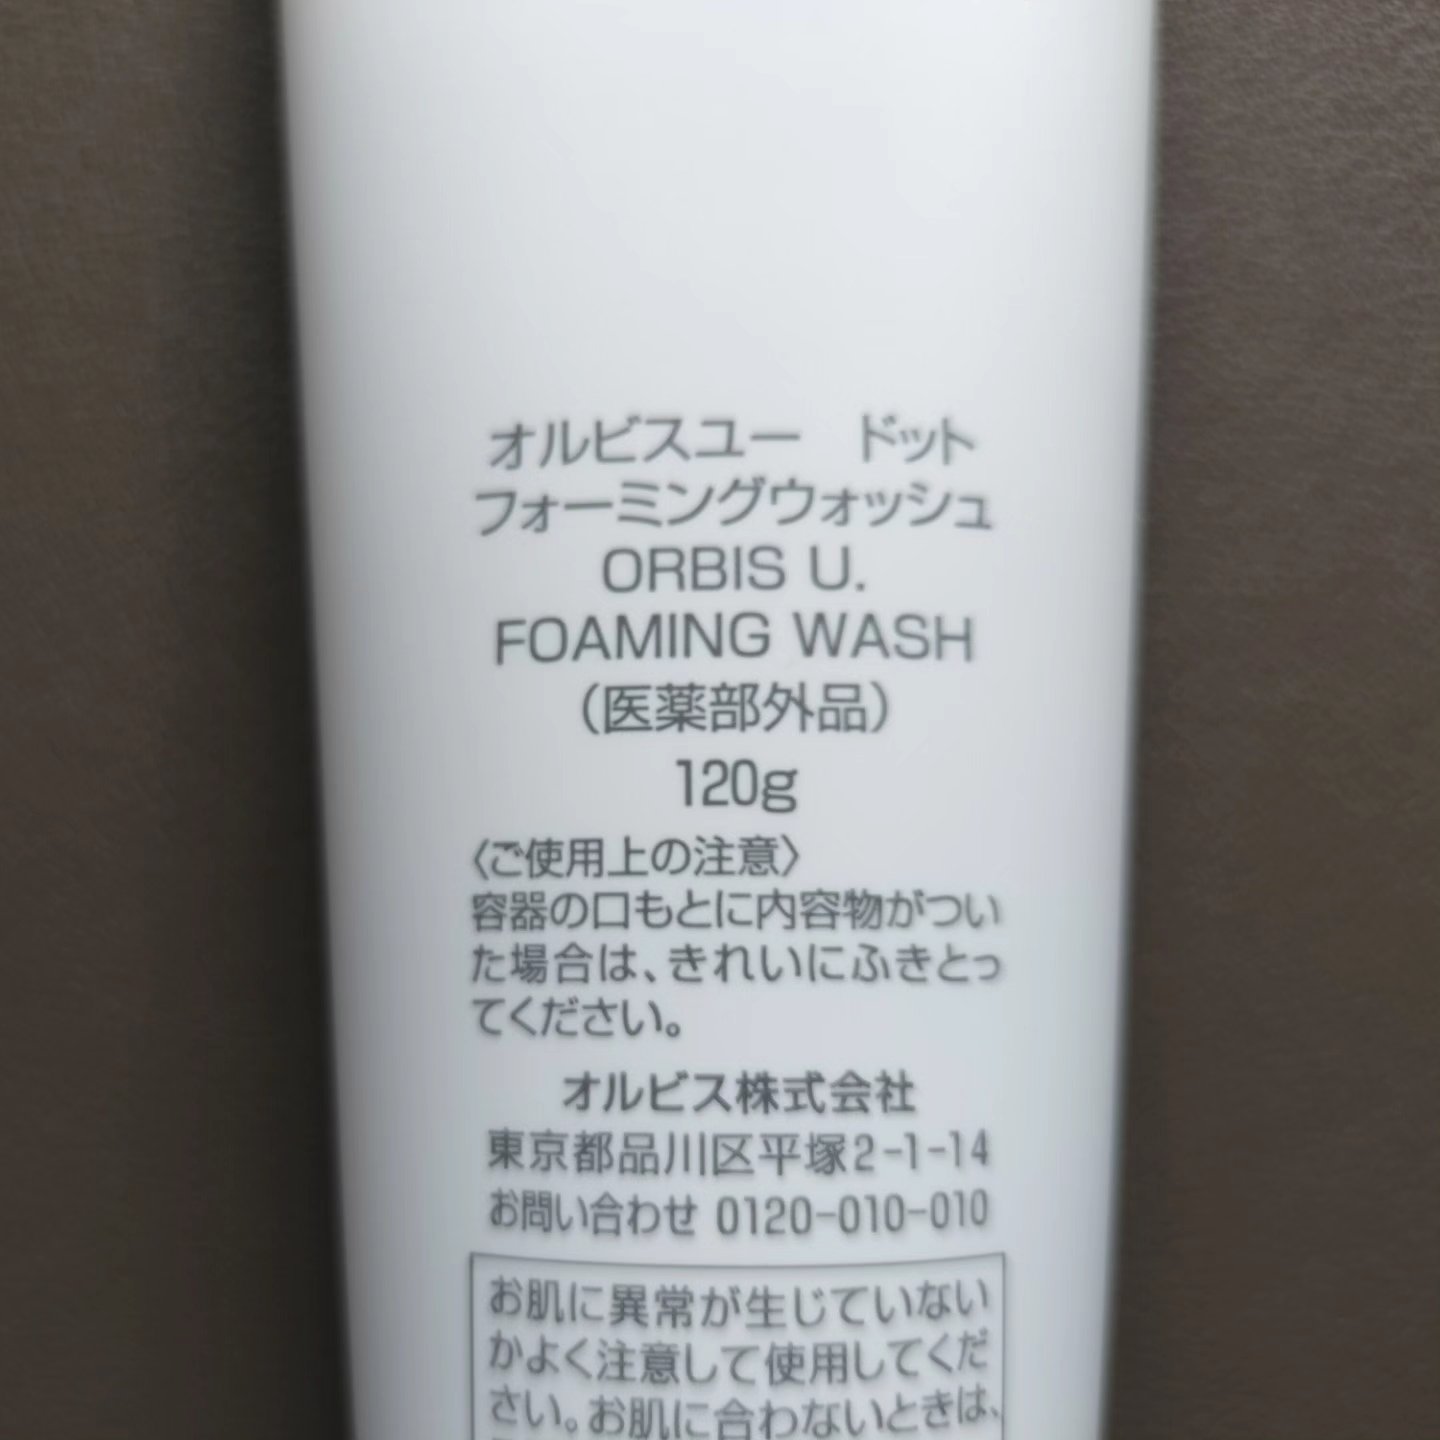 オルビスユー　ドット
フォーミングウォッシュ
ORBIS U.
FOAMING WASH
（医薬部外品）
120g
〈ご使用上の注意〉
容器の口もとに内容物がつい
た場合は、きれいにふきとっ
てください。
オルビス株式会社
東京都品川区平塚2-1-14
お問い合わせ 0120-010-010
お肌に異常が生じていない
かよく注意して使用してくだ
さい。お肌に合わないときは、